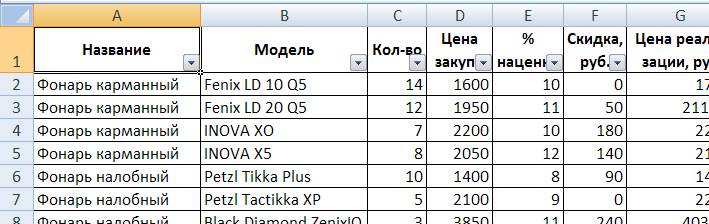 A B C D E F G
1 Название Модель Кол-во Цена закуп % наценк Скидка, руб. Цена реал зации, ру
2 Фонарь карманный Fenix LD 10 Q5 14 1600 10 0 17
3 Фонарь карманный Fenix LD 20 Q5 12 1950 11 50 211
4 Фонарь карманный INOVA XO 7 2200 10 180 22
5 Фонарь карманный INOVA X5 8 2050 12 140 21
6 Фонарь налобный Petzl Tikka Plus 10 1400 8 90 14
7 Фонарь налобный Petzl Tactikka XP 5 2100 9 0 22
8 Фонарь налобный Black Diamond ZenixIQ 3 3850 11 240 403